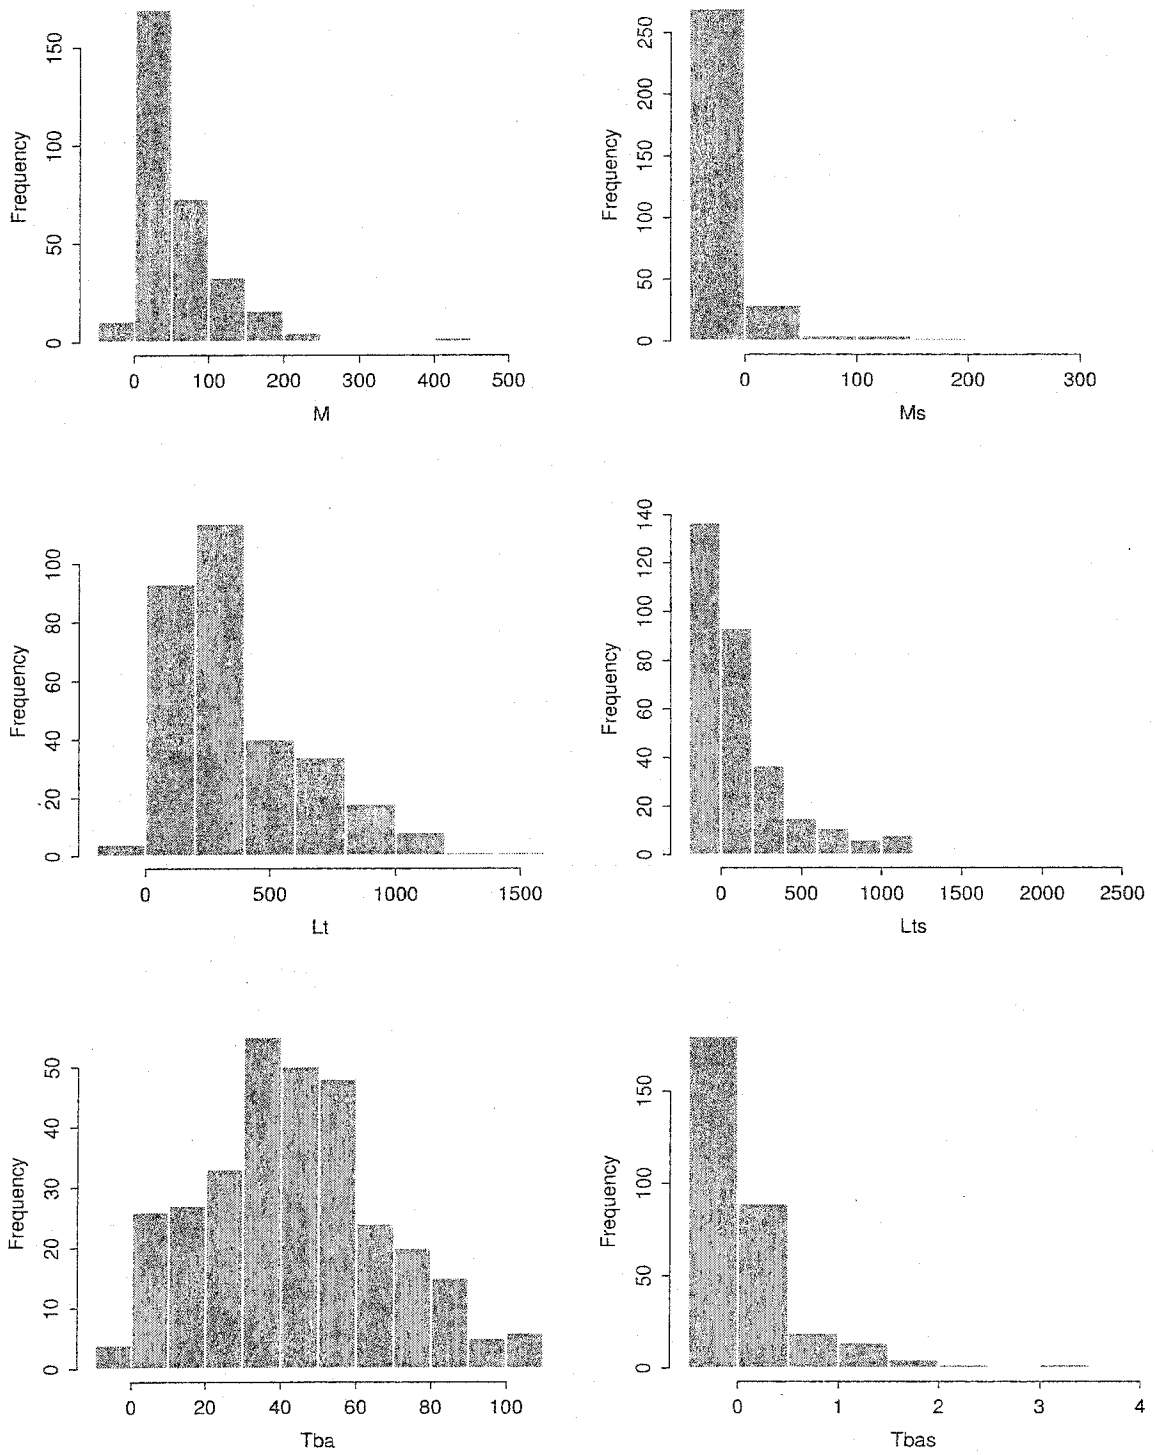 Frequency
0 50 100 150
0 100 200 300 400 500
M
Frequency
0 50 100 150 200 250
0 100 200 300
Ms
Frequency
0 20 40 60 80 100
0 500 1000 1500
Lt
Frequency
0 20 40 60 80 100 120 140
0 500 1000 1500 2000 2500
Lts
Frequency
0 10 20 30 40 50
0 20 40 60 80 100
Tba
Frequency
0 50 100 150
0 1 2 3 4
Tbas